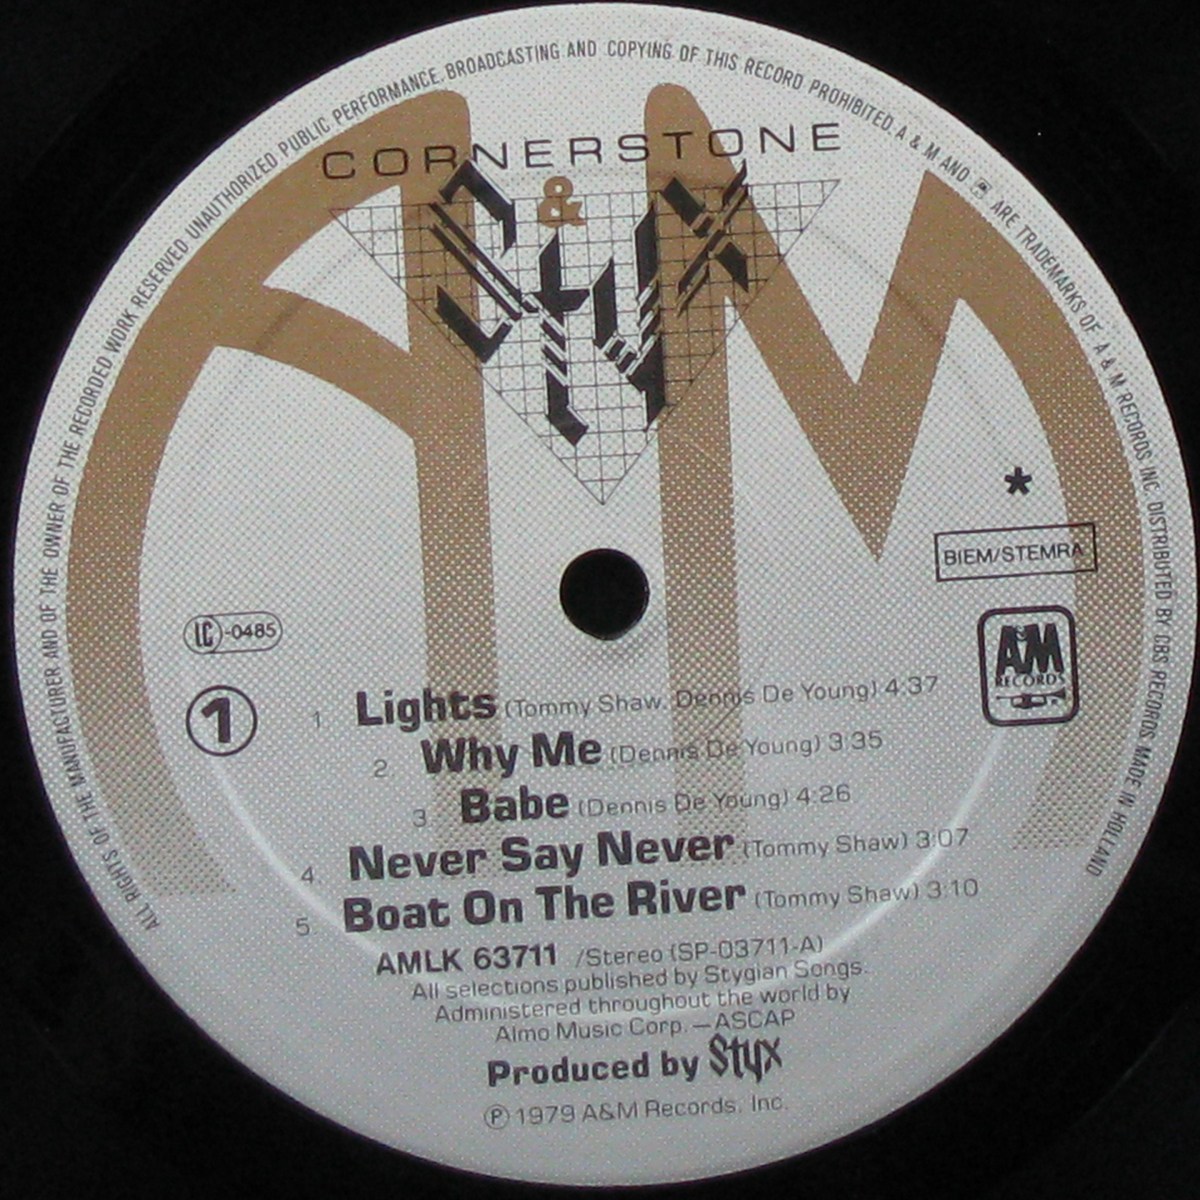 ALL RIGHTS OF THE MANUFACTURER AND OF THE OWNER OF THE RECORDED WORK RESERVED UNAUTHORIZED PUBLIC PERFORMANCE, BROADCASTING AND COPYING OF THIS RECORD PROHIBITED. A & M AND ARE TRADEMARKS OF A & M RECORDS INC. DISTRIBUTED BY CBS RECORDS MADE IN HOLLAND
CORNERSTONE
&
Styx
*
BIEM/STEMRA
LC-0485
A&M
RECORDS
1
1 Lights (Tommy Shaw, Dennis De Young) 4:37
2 Why Me (Dennis De Young) 3:35
3 Babe (Dennis De Young) 4:26
4 Never Say Never (Tommy Shaw) 3:07
5 Boat On The River (Tommy Shaw) 3:10
AMLK 63711 /Stereo (SP-03711-A)
All selections published by Stygian Songs.
Administered throughout the world by
Almo Music Corp. —ASCAP
Produced by Styx
℗ 1979 A&M Records, Inc.